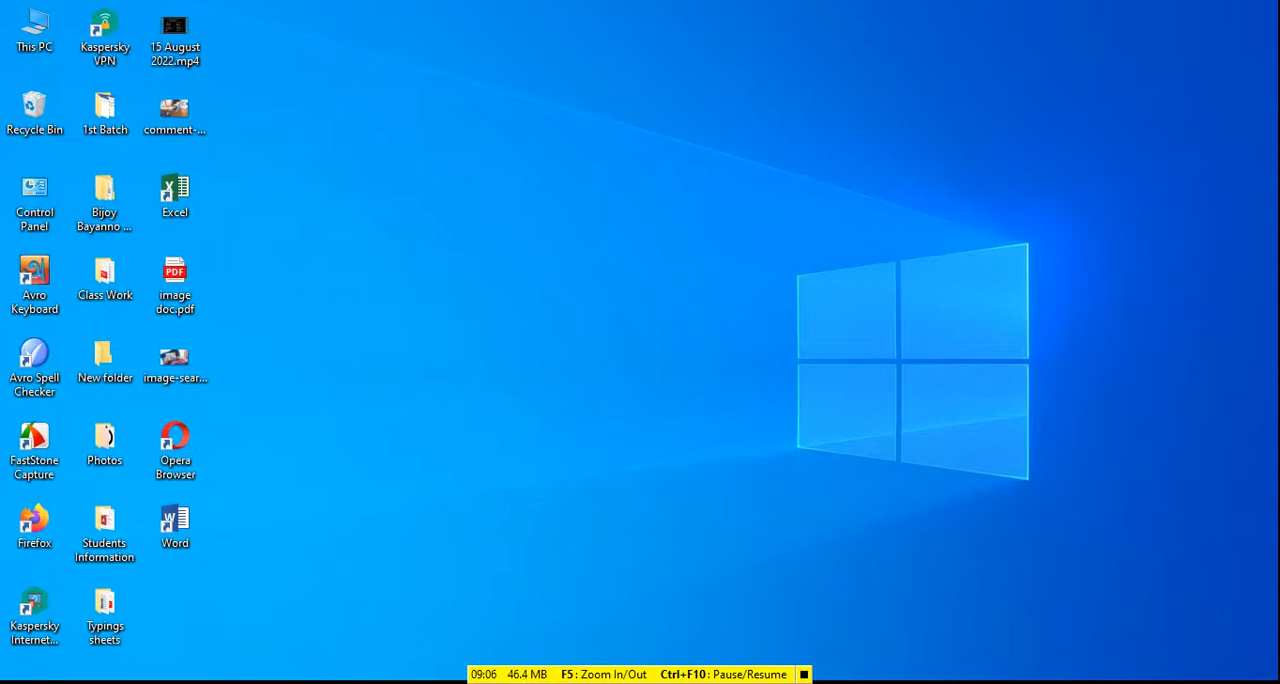 This PC
Kaspersky
VPN
15 August
2022.mp4
Recycle Bin
1st Batch
comment-...
Control
Panel
Bijoy
Bayanno ...
Excel
Avro
Keyboard
Class Work
PDF
image
doc.pdf
Avro Spell
Checker
New folder
image-sear...
FastStone
Capture
Photos
Opera
Browser
Firefox
Students
Information
Word
Kaspersky
Internet...
Typings
sheets
09:06 46.4 MB F5: Zoom In/Out Ctrl+F10: Pause/Resume